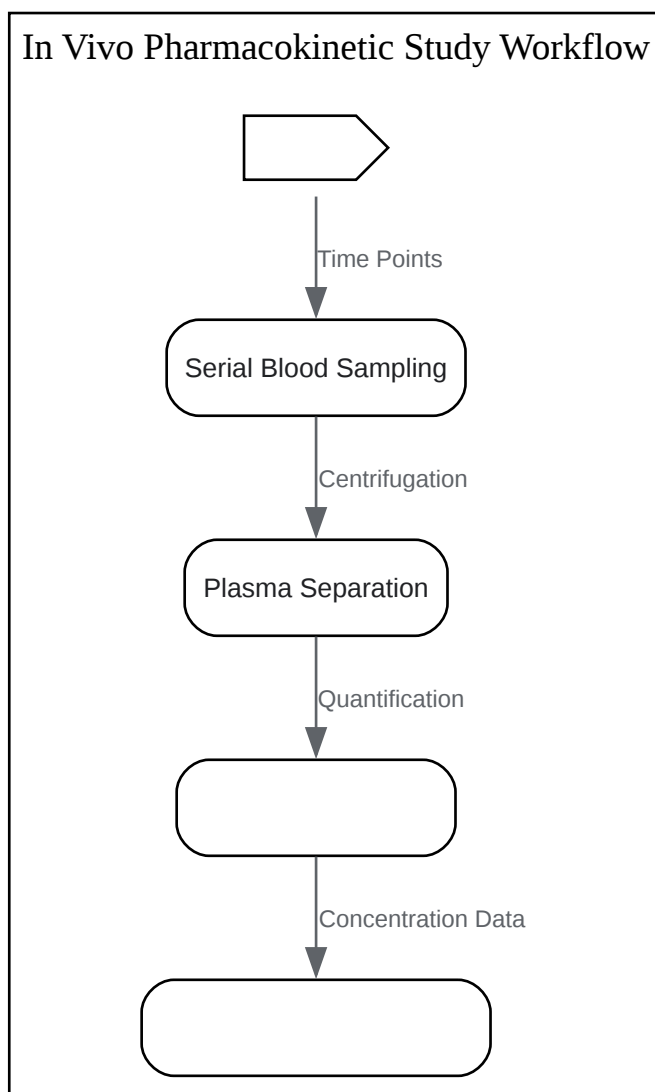 In Vivo Pharmacokinetic Study Workflow
Time Points
Serial Blood Sampling
Centrifugation
Plasma Separation
Quantification
Concentration Data